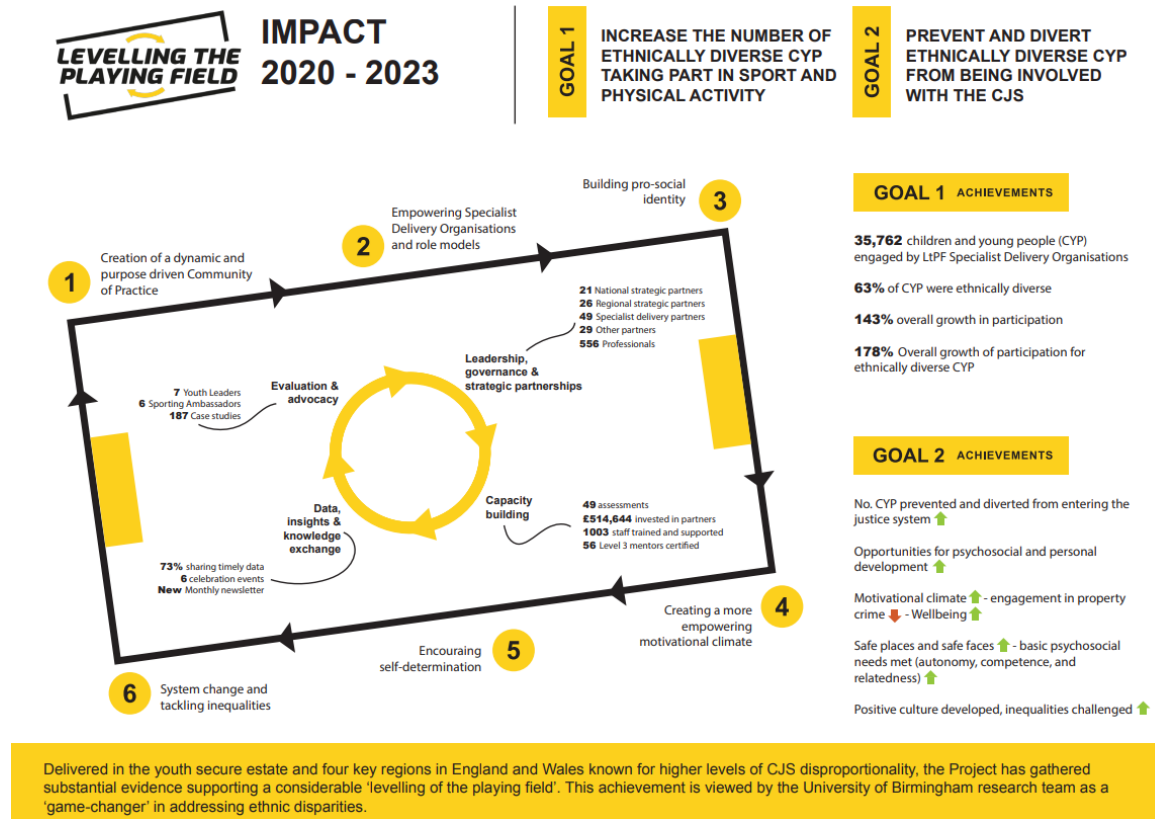 LEVELLING THE
PLAYING FIELD
IMPACT
2020 - 2023
GOAL 1
INCREASE THE NUMBER OF
ETHNICALLY DIVERSE CYP
TAKING PART IN SPORT AND
PHYSICAL ACTIVITY
GOAL 2
PREVENT AND DIVERT
ETHNICALLY DIVERSE CYP
FROM BEING INVOLVED
WITH THE CJS
1
Creation of a dynamic and
purpose driven Community
of Practice
2
Empowering Specialist
Delivery Organisations
and role models
Building pro-social
identity
3
21 National strategic partners
26 Regional strategic partners
49 Specialist delivery partners
29 Other partners
556 Professionals
Leadership,
governance &
strategic partnerships
Evaluation &
advocacy
7 Youth Leaders
6 Sporting Ambassadors
187 Case studies
Capacity
building
49 assessments
£514,644 invested in partners
1003 staff trained and supported
56 Level 3 mentors certified
Data,
insights &
knowledge
exchange
73% sharing timely data
6 celebration events
New Monthly newsletter
4
Creating a more
empowering
motivational climate
5
Encouraing
self-determination
6
System change and
tackling inequalities
GOAL 1 ACHIEVEMENTS
35,762 children and young people (CYP)
engaged by LtPF Specialist Delivery Organisations
63% of CYP were ethnically diverse
143% overall growth in participation
178% Overall growth of participation for
ethnically diverse CYP
GOAL 2 ACHIEVEMENTS
No. CYP prevented and diverted from entering the
justice system
Opportunities for psychosocial and personal
development
Motivational climate - engagement in property
crime - Wellbeing
Safe places and safe faces - basic psychosocial
needs met (autonomy, competence, and
relatedness)
Positive culture developed, inequalities challenged
Delivered in the youth secure estate and four key regions in England and Wales known for higher levels of CJS disproportionality, the Project has gathered
substantial evidence supporting a considerable ‘levelling of the playing field’. This achievement is viewed by the University of Birmingham research team as a
‘game-changer’ in addressing ethnic disparities.